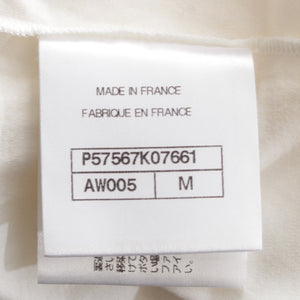 MADE IN FRANCE
FABRIQUE EN FRANCE
P57567K07661
AW005 M